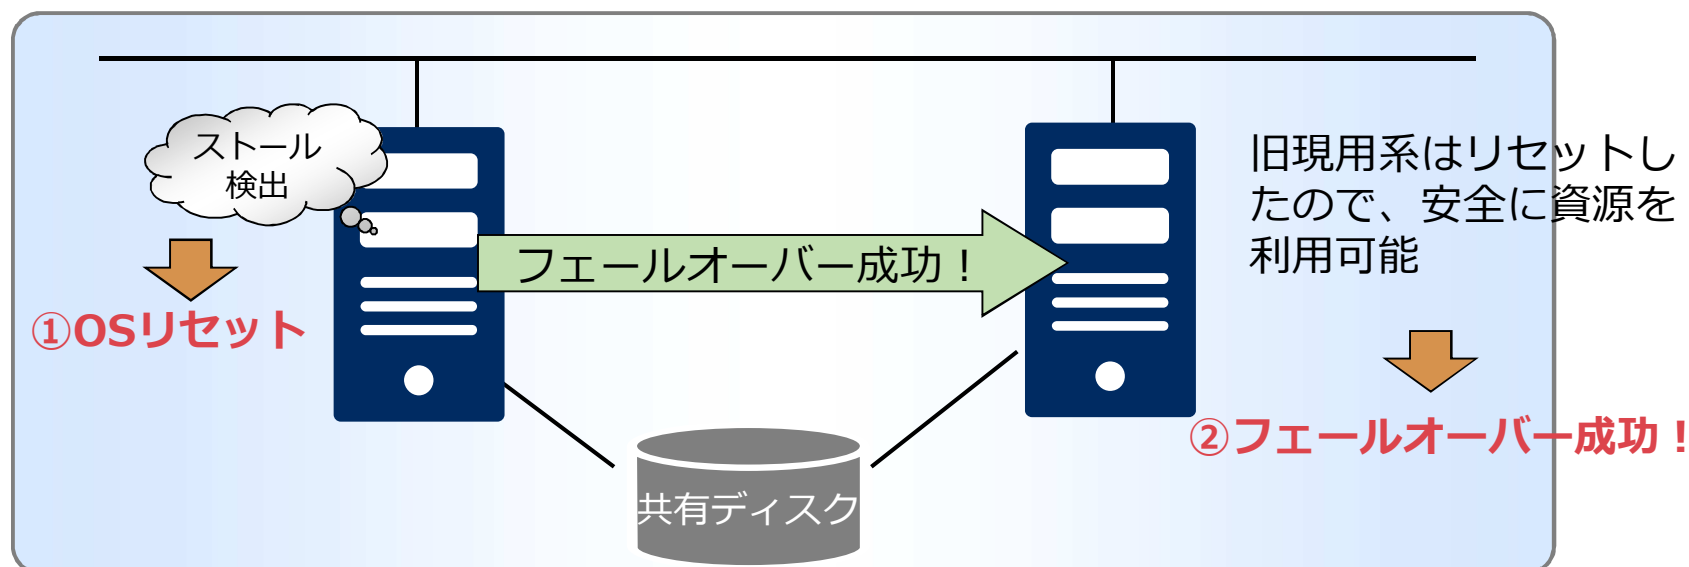 ストール
検出
①OSリセット
フェールオーバー成功！
旧現用系はリセットし
たので、安全に資源を
利用可能
②フェールオーバー成功！
共有ディスク